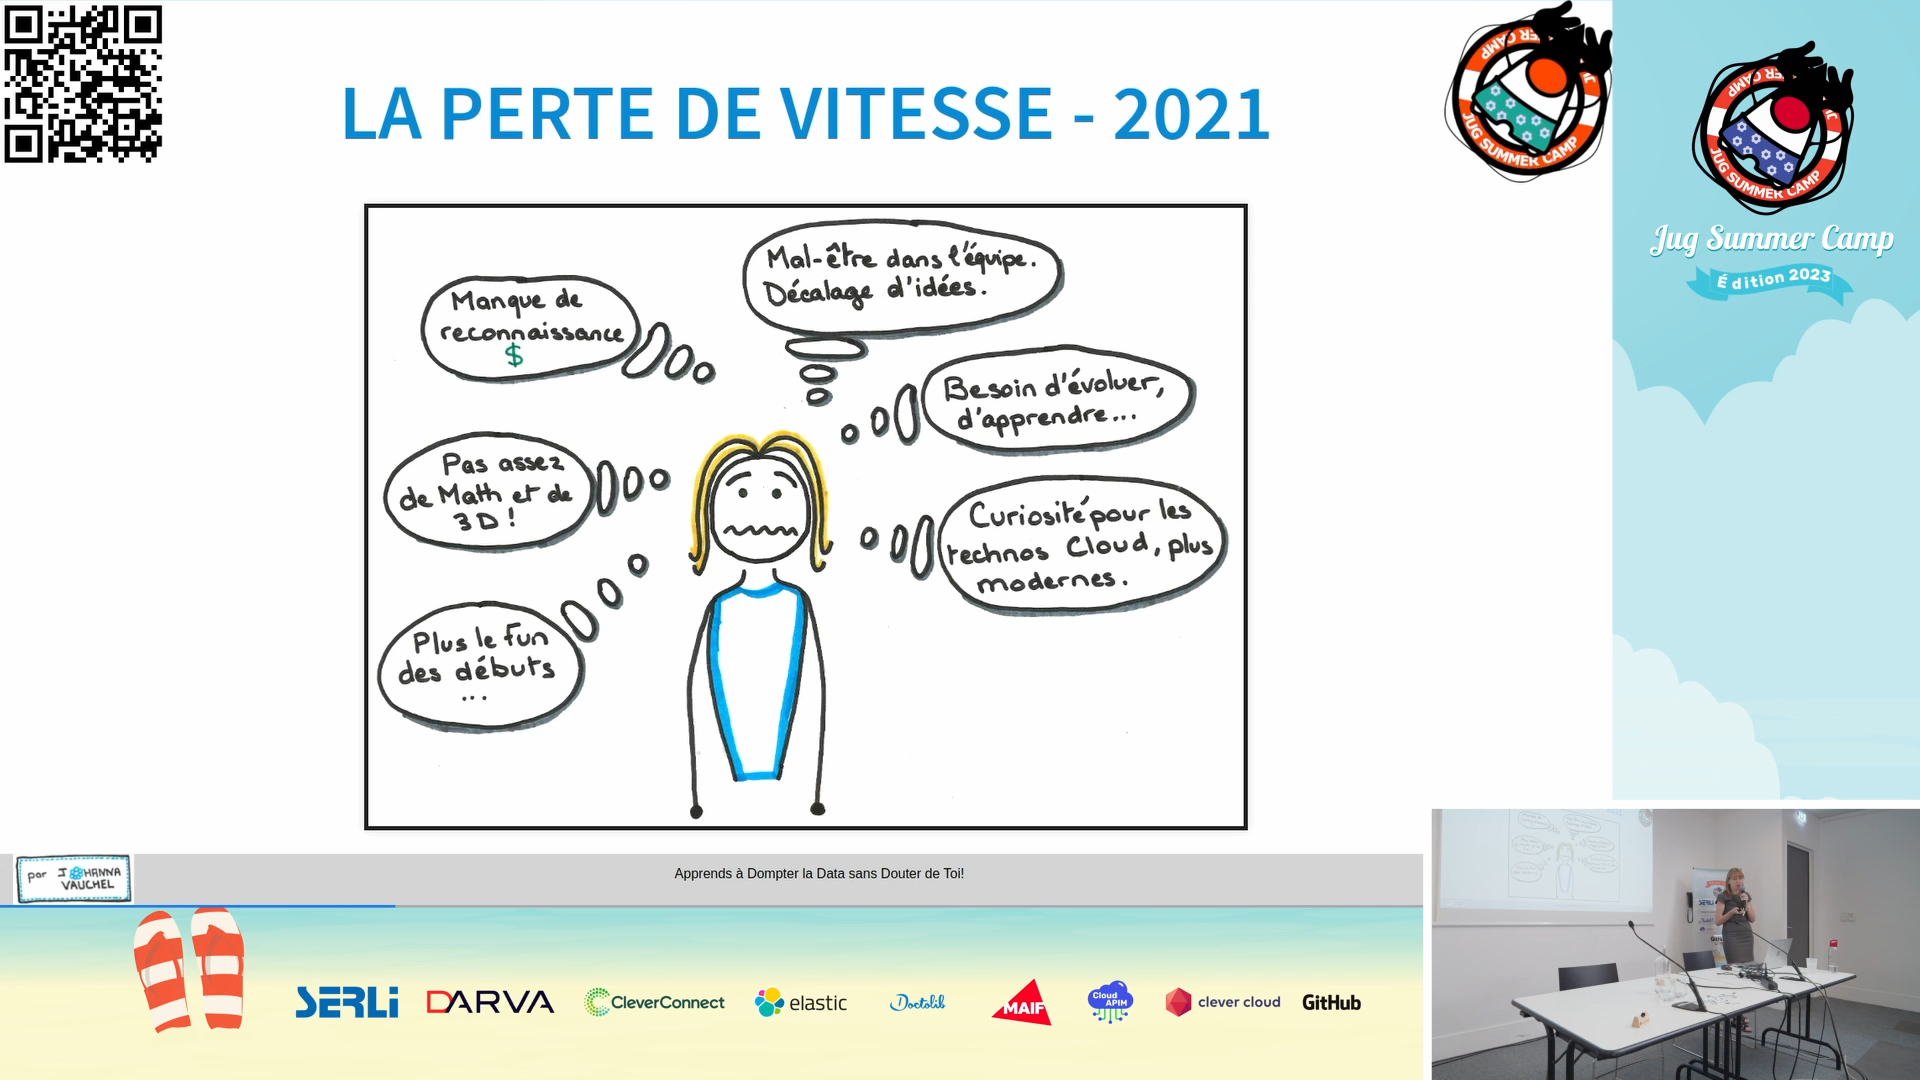 LA PERTE DE VITESSE - 2021
Manque de
reconnaissance
$
Mal-être dans l'équipe.
Décalage d'idées.
Besoin d'évoluer,
d'apprendre...
Pas assez
de Math et de
3D !
Curiosité pour les
technos Cloud, plus
modernes.
Plus le fun
des débuts
...
JUG SUMMER CAMP
JUG SUMMER CAMP
Jug Summer Camp
Édition 2023
par JOHANNA
VAUCHEL
Apprends à Dompter la Data sans Douter de Toi!
SERLI
DARVA
CleverConnect
elastic
Doctolib
MAIF
Cloud
APIM
clever cloud
GitHub